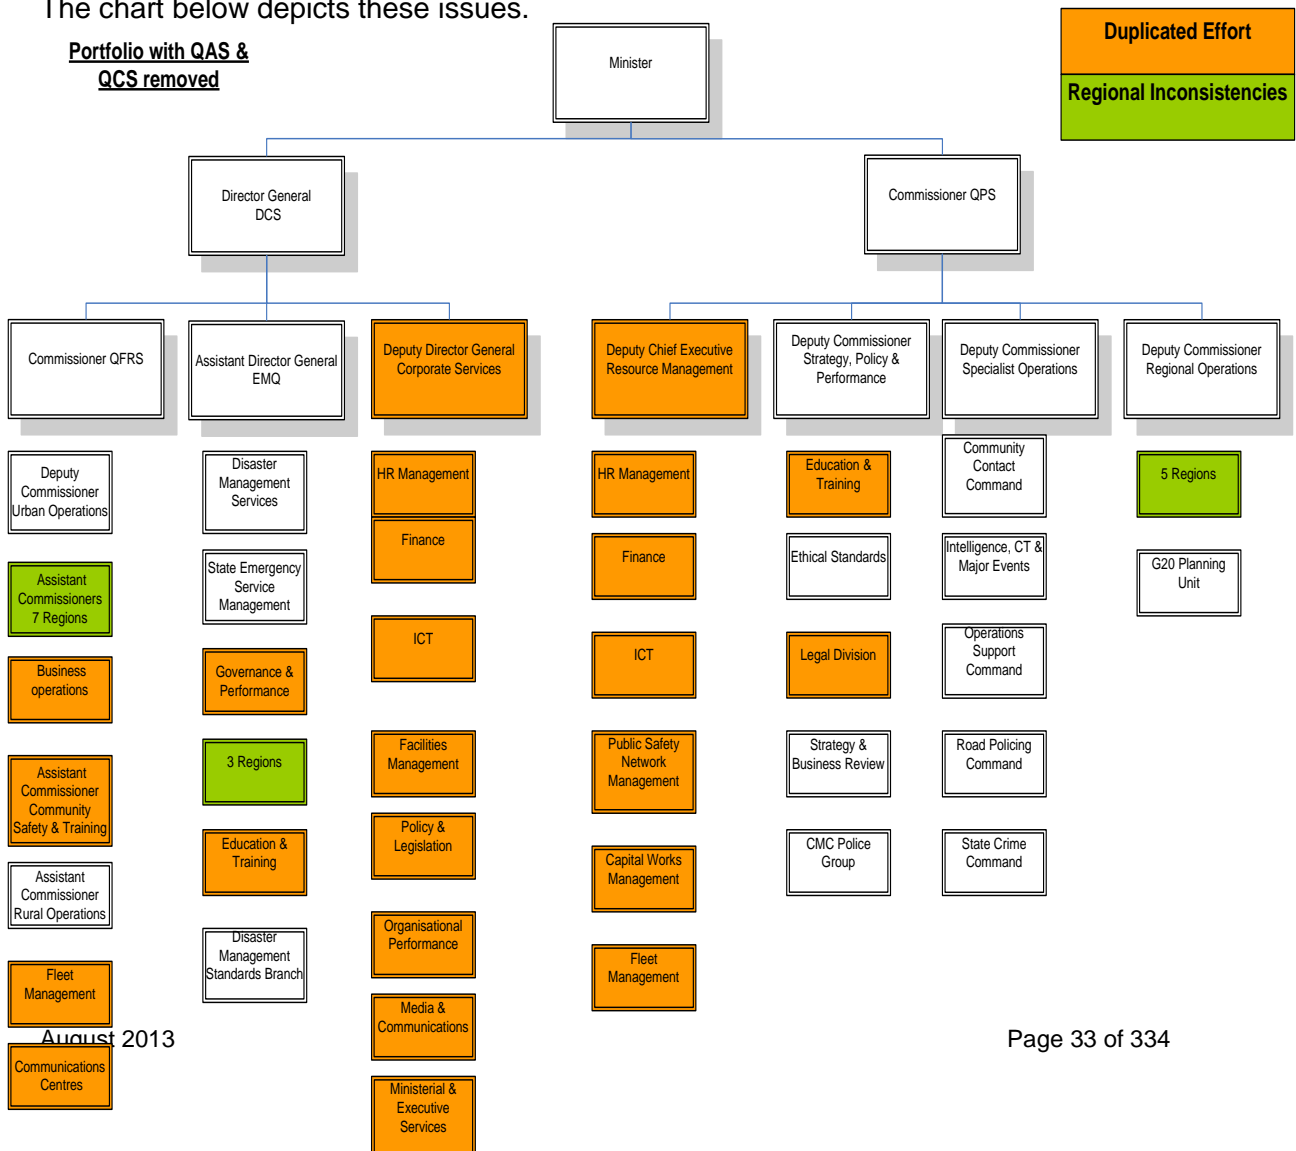 The chart below depicts these issues.
Portfolio with QAS &
QCS removed
Minister
Duplicated Effort
Regional Inconsistencies
Director General
DCS
Commissioner QPS
Commissioner QFRS
Assistant Director General
EMQ
Deputy Director General
Corporate Services
Deputy Chief Executive
Resource Management
Deputy Commissioner
Strategy, Policy &
Performance
Deputy Commissioner
Specialist Operations
Deputy Commissioner
Regional Operations
Deputy
Commissioner
Urban Operations
Assistant
Commissioners
7 Regions
Business
operations
Assistant
Commissioner
Community
Safety & Training
Assistant
Commissioner
Rural Operations
Fleet
Management
Communications
Centres
Disaster
Management
Services
State Emergency
Service
Management
Governance &
Performance
3 Regions
Education &
Training
Disaster
Management
Standards Branch
HR Management
Finance
ICT
Facilities
Management
Policy &
Legislation
Organisational
Performance
Media &
Communications
Ministerial &
Executive
Services
HR Management
Finance
ICT
Public Safety
Network
Management
Capital Works
Management
Fleet
Management
Education &
Training
Ethical Standards
Legal Division
Strategy &
Business Review
CMC Police
Group
Community
Contact
Command
Intelligence, CT &
Major Events
Operations
Support
Command
Road Policing
Command
State Crime
Command
5 Regions
G20 Planning
Unit
August 2013
Page 33 of 334